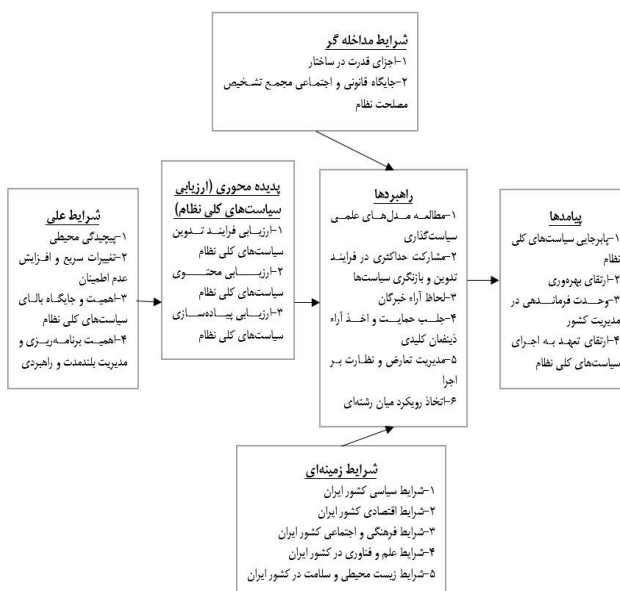 شرایط مداخله گر
۱-اجزای قدرت در ساختار
۲-جایگاه قانونی و اجتماعی مجمع تشخیص
مصلحت نظام
شرایط علی
۱-پیچیدگی محیطی
۲-تغییرات سریع و افزایش
عدم اطمینان
۳-اهمیت و جایگاه بالای
سیاست‌های کلی نظام
۴-اهمیت برنامه‌ریزی و
مدیریت بلندمدت و راهبردی
پدیده محوری (ارزیابی
سیاست‌های کلی نظام)
۱-ارزیابی فرایند تدوین
سیاست‌های کلی نظام
۲-ارزیابی محتوی
سیاست‌های کلی نظام
۳-ارزیابی پیاده‌سازی
سیاست‌های کلی نظام
راهبردها
۱-مطالعه مدل‌های علمی
سیاست‌گذاری
۲-مشارکت حداکثری در فرایند
تدوین و بازنگری سیاست‌ها
۳-لحاظ آراء خبرگان
۴-جلب حمایت و اخذ آراء
ذینفعان کلیدی
۵-مدیریت تعارض و نظارت بر
اجرا
۶-اتخاذ رویکرد میان رشته‌ای
پیامدها
۱-پابرجایی سیاست‌های کلی
نظام
۲-ارتقای بهره‌وری
۳-وحدت فرماندهی در
مدیریت کشور
۴-ارتقای تعهد به اجرای
سیاست‌های کلی نظام
شرایط زمینه‌ای
۱-شرایط سیاسی کشور ایران
۲-شرایط اقتصادی کشور ایران
۳-شرایط فرهنگی و اجتماعی کشور ایران
۴-شرایط علم و فناوری در کشور ایران
۵-شرایط زیست محیطی و سلامت در کشور ایران